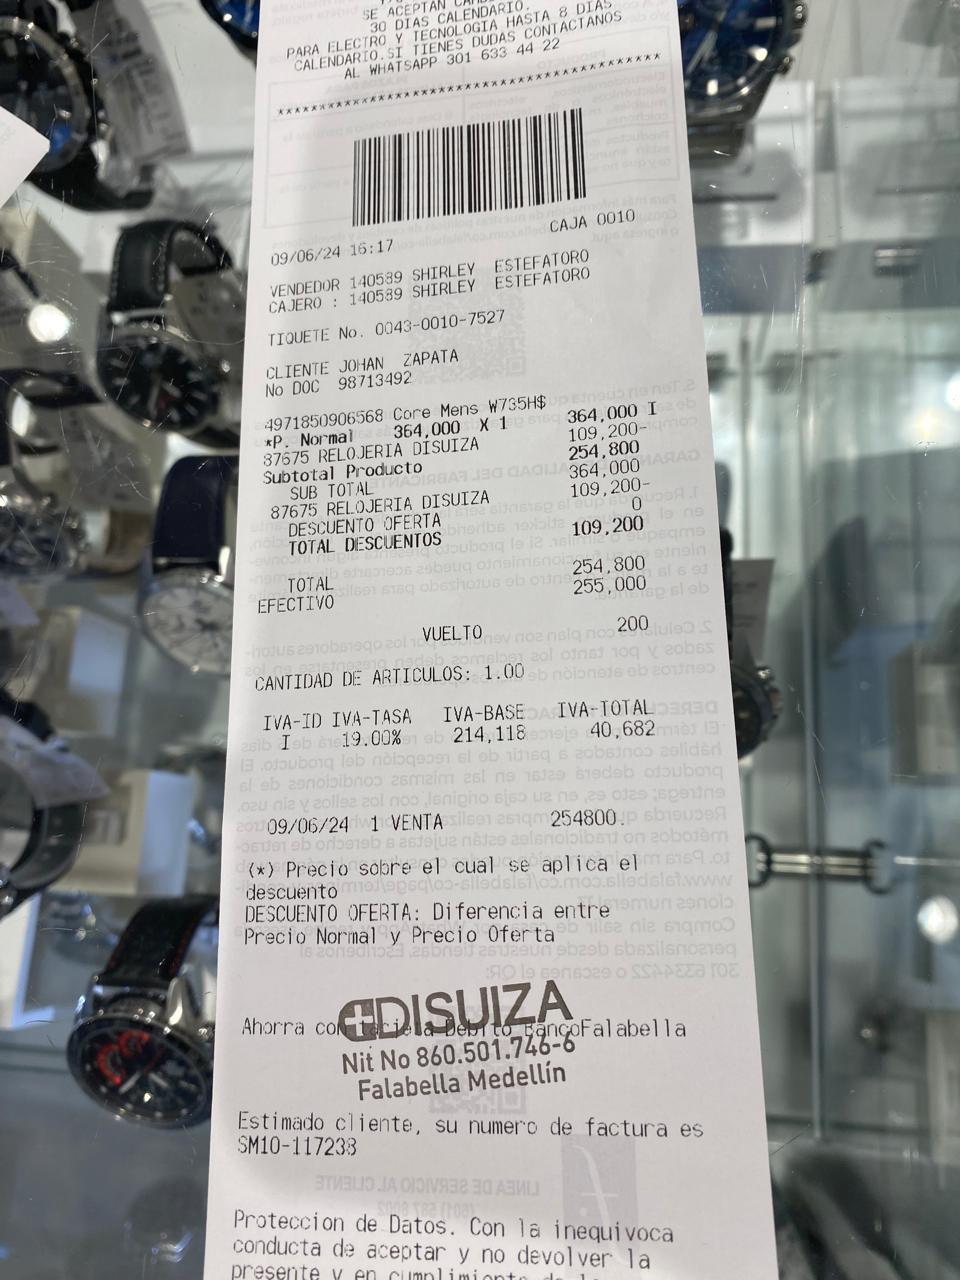 SE ACEPTAN
30 DIAS CALENDARIO.
PARA ELECTRO Y TECNOLOGIA HASTA 8 DIAS
CALENDARIO.SI TIENES DUDAS CONTACTANOS
AL WHATSAPP 301 633 44 22
09/06/24 16:17 CAJA 0010
VENDEDOR 140589 SHIRLEY ESTEFATORO
CAJERO : 140589 SHIRLEY ESTEFATORO
TIQUETE No. 0043-0010-7527
CLIENTE JOHAN ZAPATA
No DOC 98713492
4971850906568 Core Mens W735H$ 364,000 I
*P. Normal 364,000 X 1
87675 RELOJERIA DISUIZA 109,200-
Subtotal Producto 254,800
SUB TOTAL 364,000
87675 RELOJERIA DISUIZA 109,200-
DESCUENTO OFERTA 0
TOTAL DESCUENTOS 109,200
TOTAL 254,800
EFECTIVO 255,000
VUELTO 200
CANTIDAD DE ARTICULOS: 1.00
IVA-ID IVA-TASA IVA-BASE IVA-TOTAL
I 19.00% 214,118 40,682
09/06/24 1 VENTA 254800.
(*) Precio sobre el cual se aplica el
descuento
DESCUENTO OFERTA: Diferencia entre
Precio Normal y Precio Oferta
DISUIZA
Ahorra con tarjeta Debito BancoFalabella
Nit No 860.501.746-6
Falabella Medellín
Estimado cliente, su numero de factura es
SM10-117238
Proteccion de Datos. Con la inequivoca
conducta de aceptar y no devolver la
presente y en cumplimiento de la